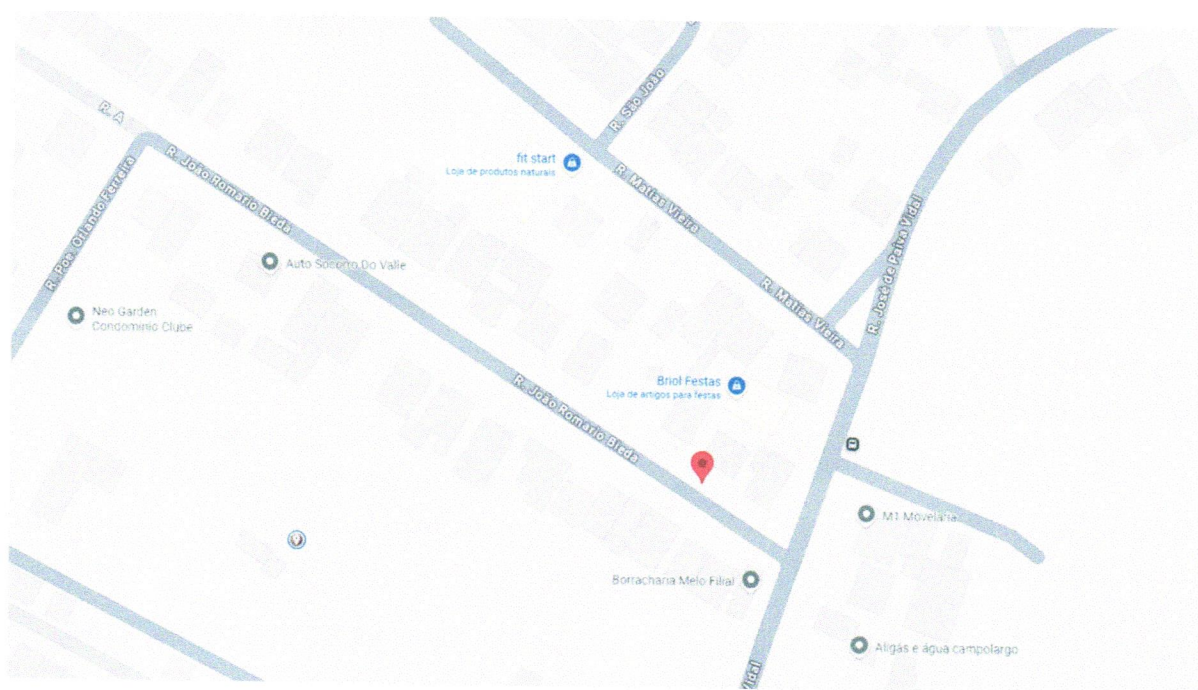 R. São João
R. A
R. João Romario Bieda
fit start
Loja de produtos naturais
R. Matias Vieira
R. Poe. Orlando Ferreira
Auto Socorro Do Valle
R. José de Paiva Vidal
Neo Garden
Condomínio Clube
R. Matias Vieira
Briol Festas
Loja de artigos para festas
R. João Romario Bieda
M1 Movelaria
Borracharia Melo Filial
Aligás e água campolargo
Vidal